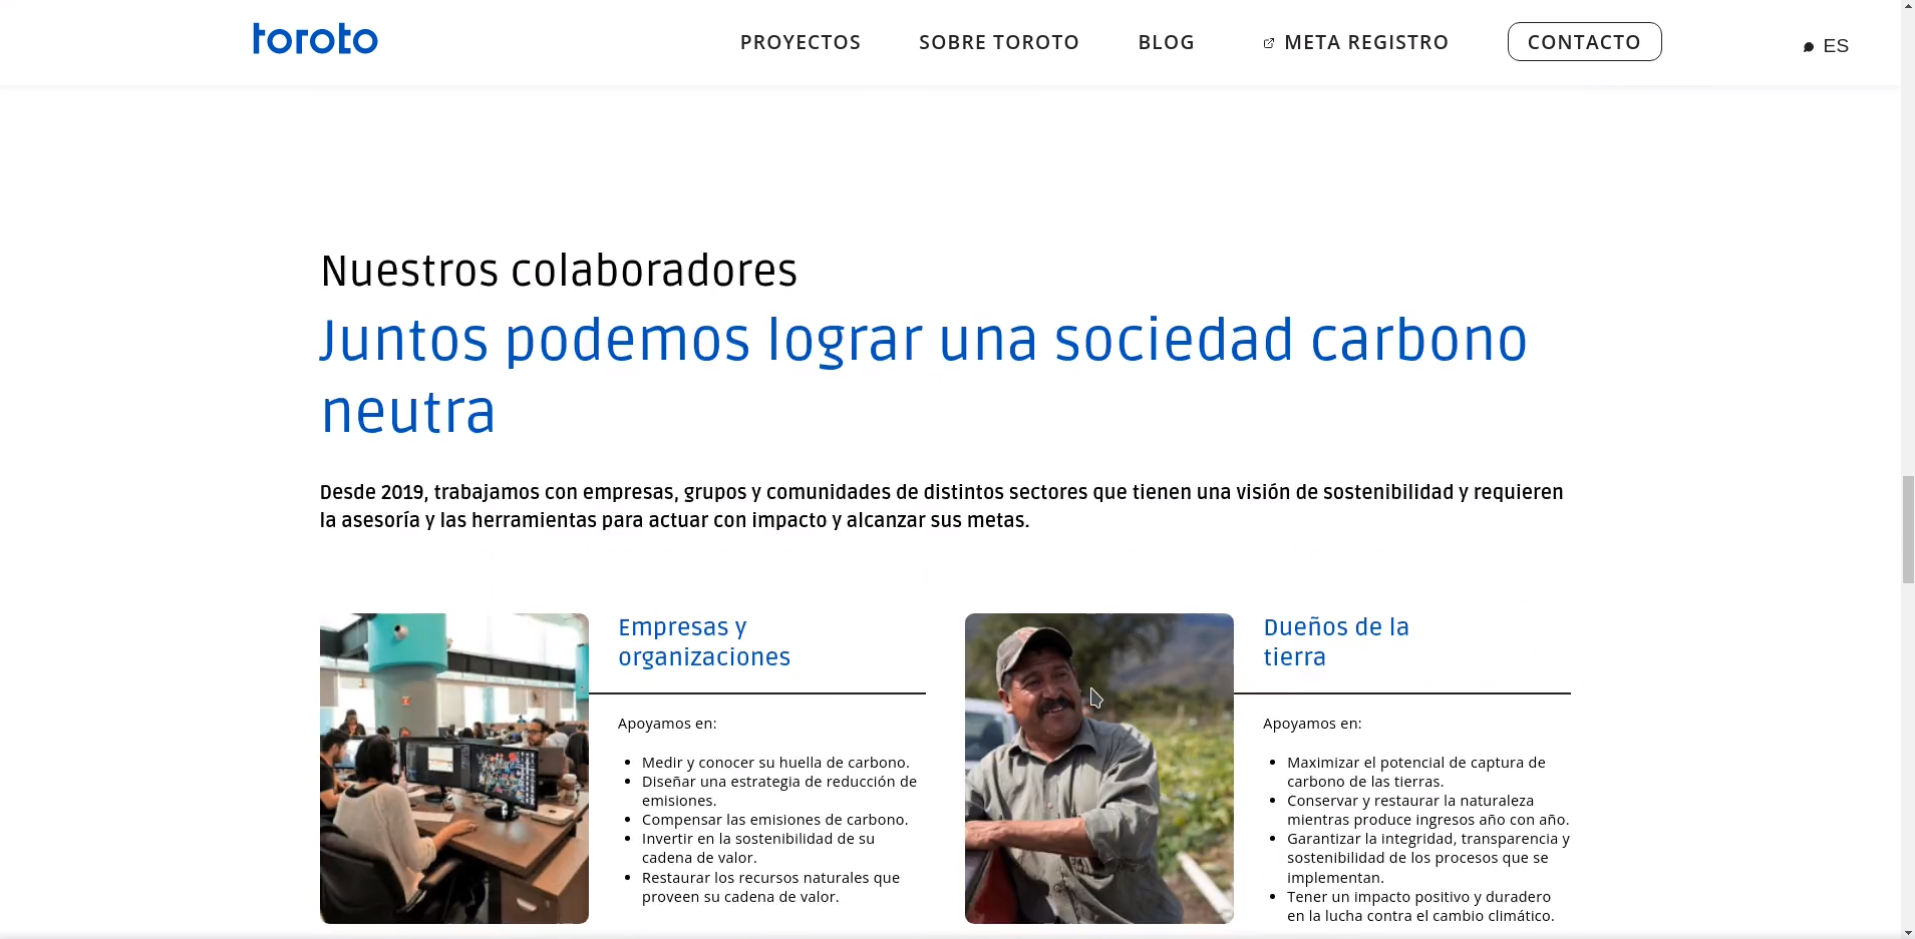 toroto
PROYECTOS
SOBRE TOROTO
BLOG
META REGISTRO
CONTACTO
ES
Nuestros colaboradores
Juntos podemos lograr una sociedad carbono
neutra
Desde 2019, trabajamos con empresas, grupos y comunidades de distintos sectores que tienen una visión de sostenibilidad y requieren
la asesoría y las herramientas para actuar con impacto y alcanzar sus metas.
Empresas y
organizaciones
Apoyamos en:
• Medir y conocer su huella de carbono.
• Diseñar una estrategia de reducción de
emisiones.
• Compensar las emisiones de carbono.
• Invertir en la sostenibilidad de su
cadena de valor.
• Restaurar los recursos naturales que
proveen su cadena de valor.
Dueños de la
tierra
Apoyamos en:
• Maximizar el potencial de captura de
carbono de las tierras.
• Conservar y restaurar la naturaleza
mientras produce ingresos año con año.
• Garantizar la integridad, transparencia y
sostenibilidad de los procesos que se
implementan.
• Tener un impacto positivo y duradero
en la lucha contra el cambio climático.